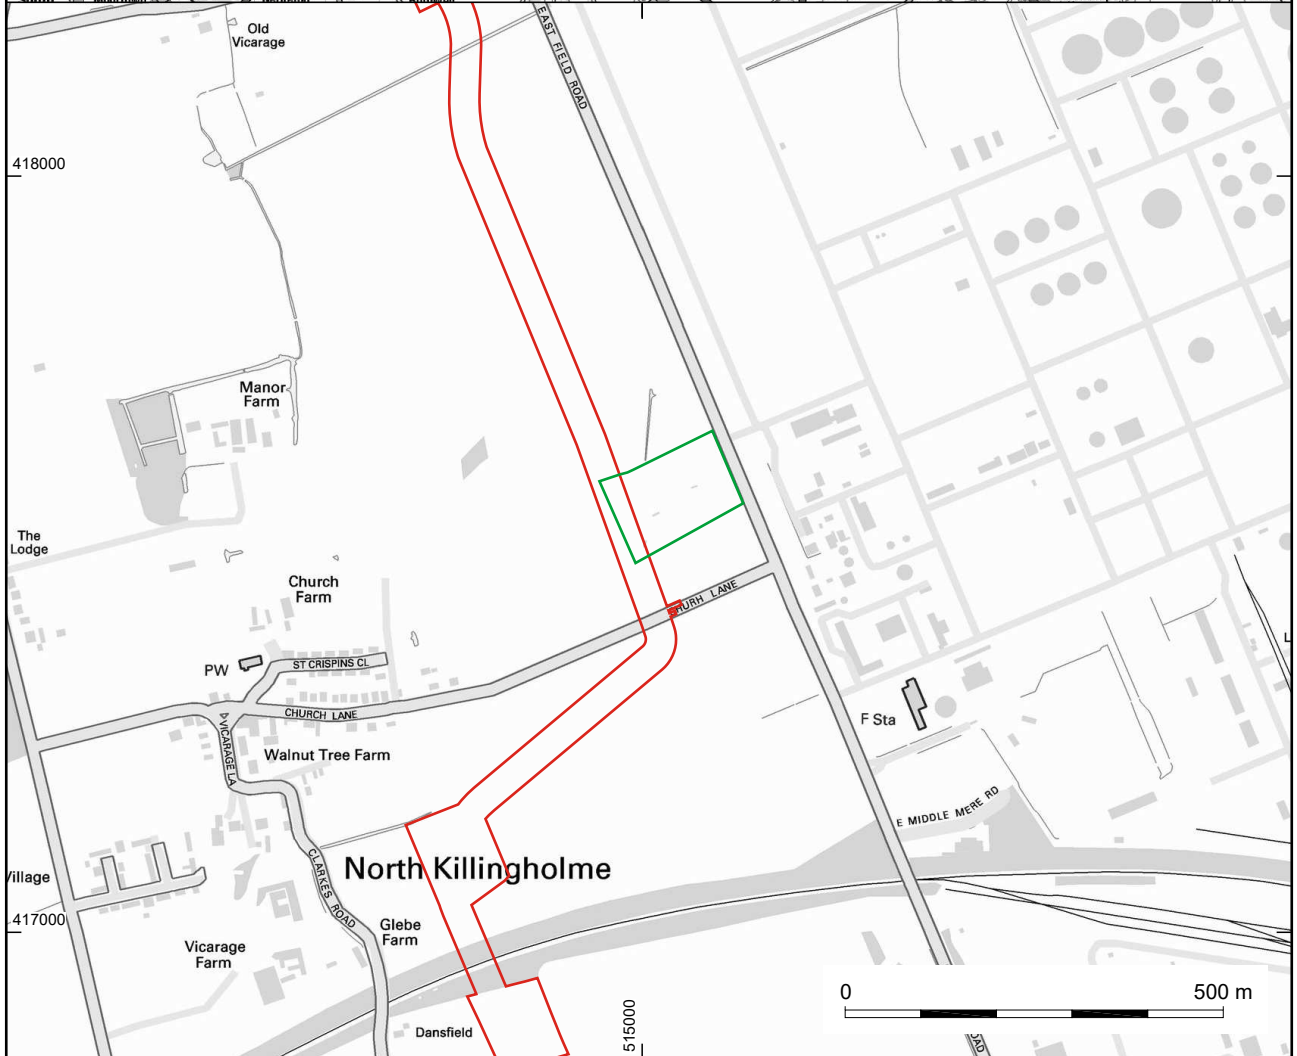 Old
Vicarage
EAST FIELD ROAD
418000
Manor
Farm
The
Lodge
Church
Farm
CHURH LANE
PW
ST CRISPINS CL
CHURCH LANE
VICARAGE LA
Walnut Tree Farm
F Sta
E MIDDLE MERE RD
CLARKES ROAD
North Killingholme
Village
417000
Glebe
Farm
Vicarage
Farm
Dansfield
515000
0 500 m